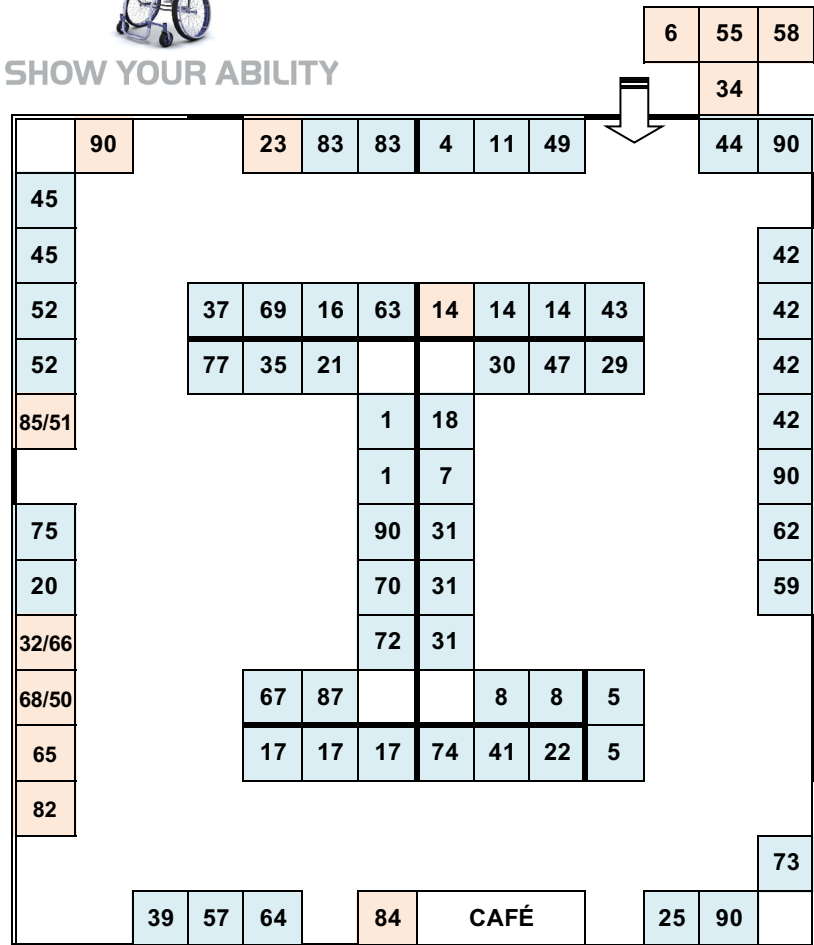 6 55 58
SHOW YOUR ABILITY
34
90 23 83 83 4 11 49 44 90
45
45 42
52 37 69 16 63 14 14 14 43 42
52 77 35 21 30 47 29 42
85/51 1 18 42
1 7 90
75 90 31 62
20 70 31 59
32/66 72 31
68/50 67 87 8 8 5
65 17 17 17 74 41 22 5
82
73
39 57 64 84 CAFÉ 25 90